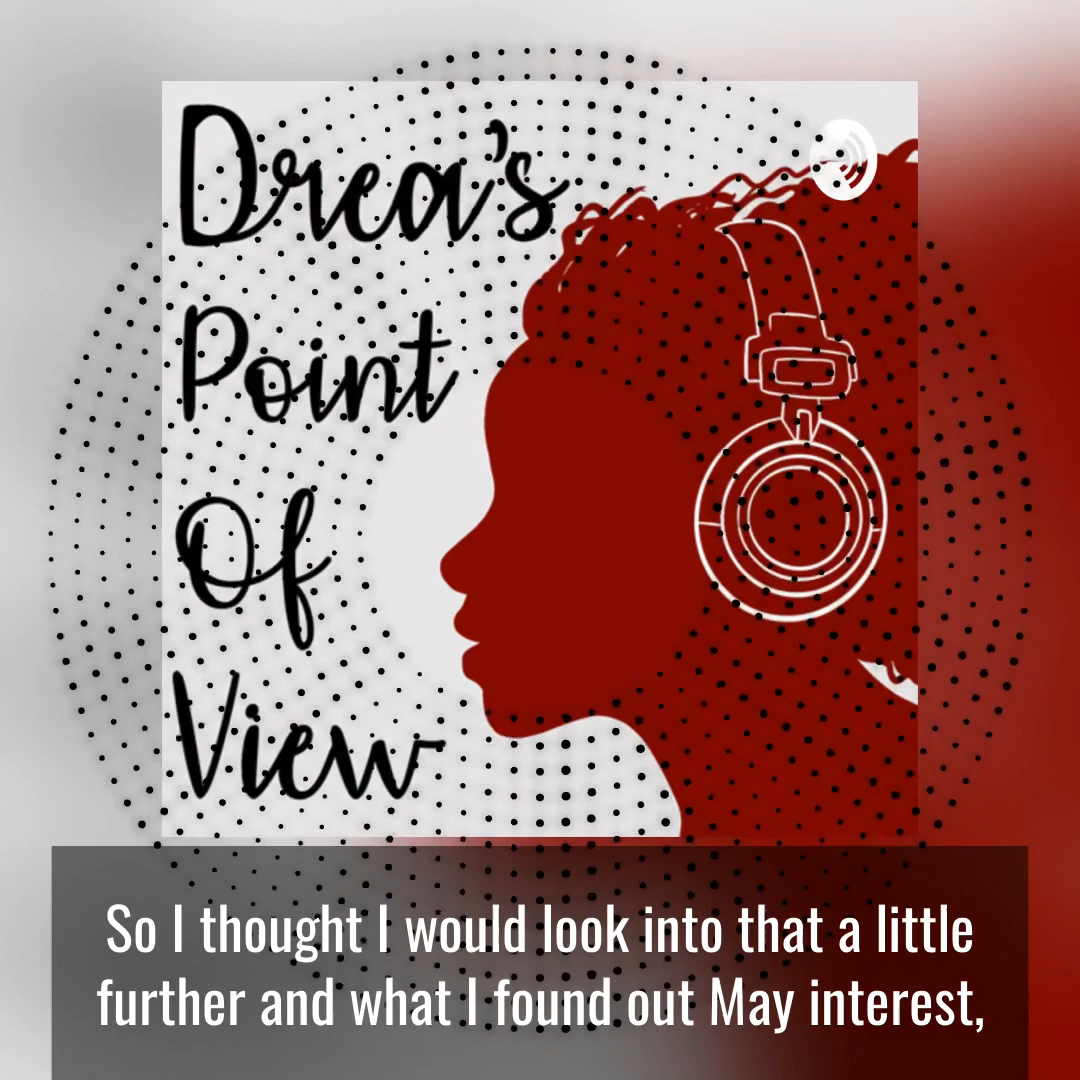 Drea's
Point
Of
View
So I thought I would look into that a little
further and what I found out May interest,